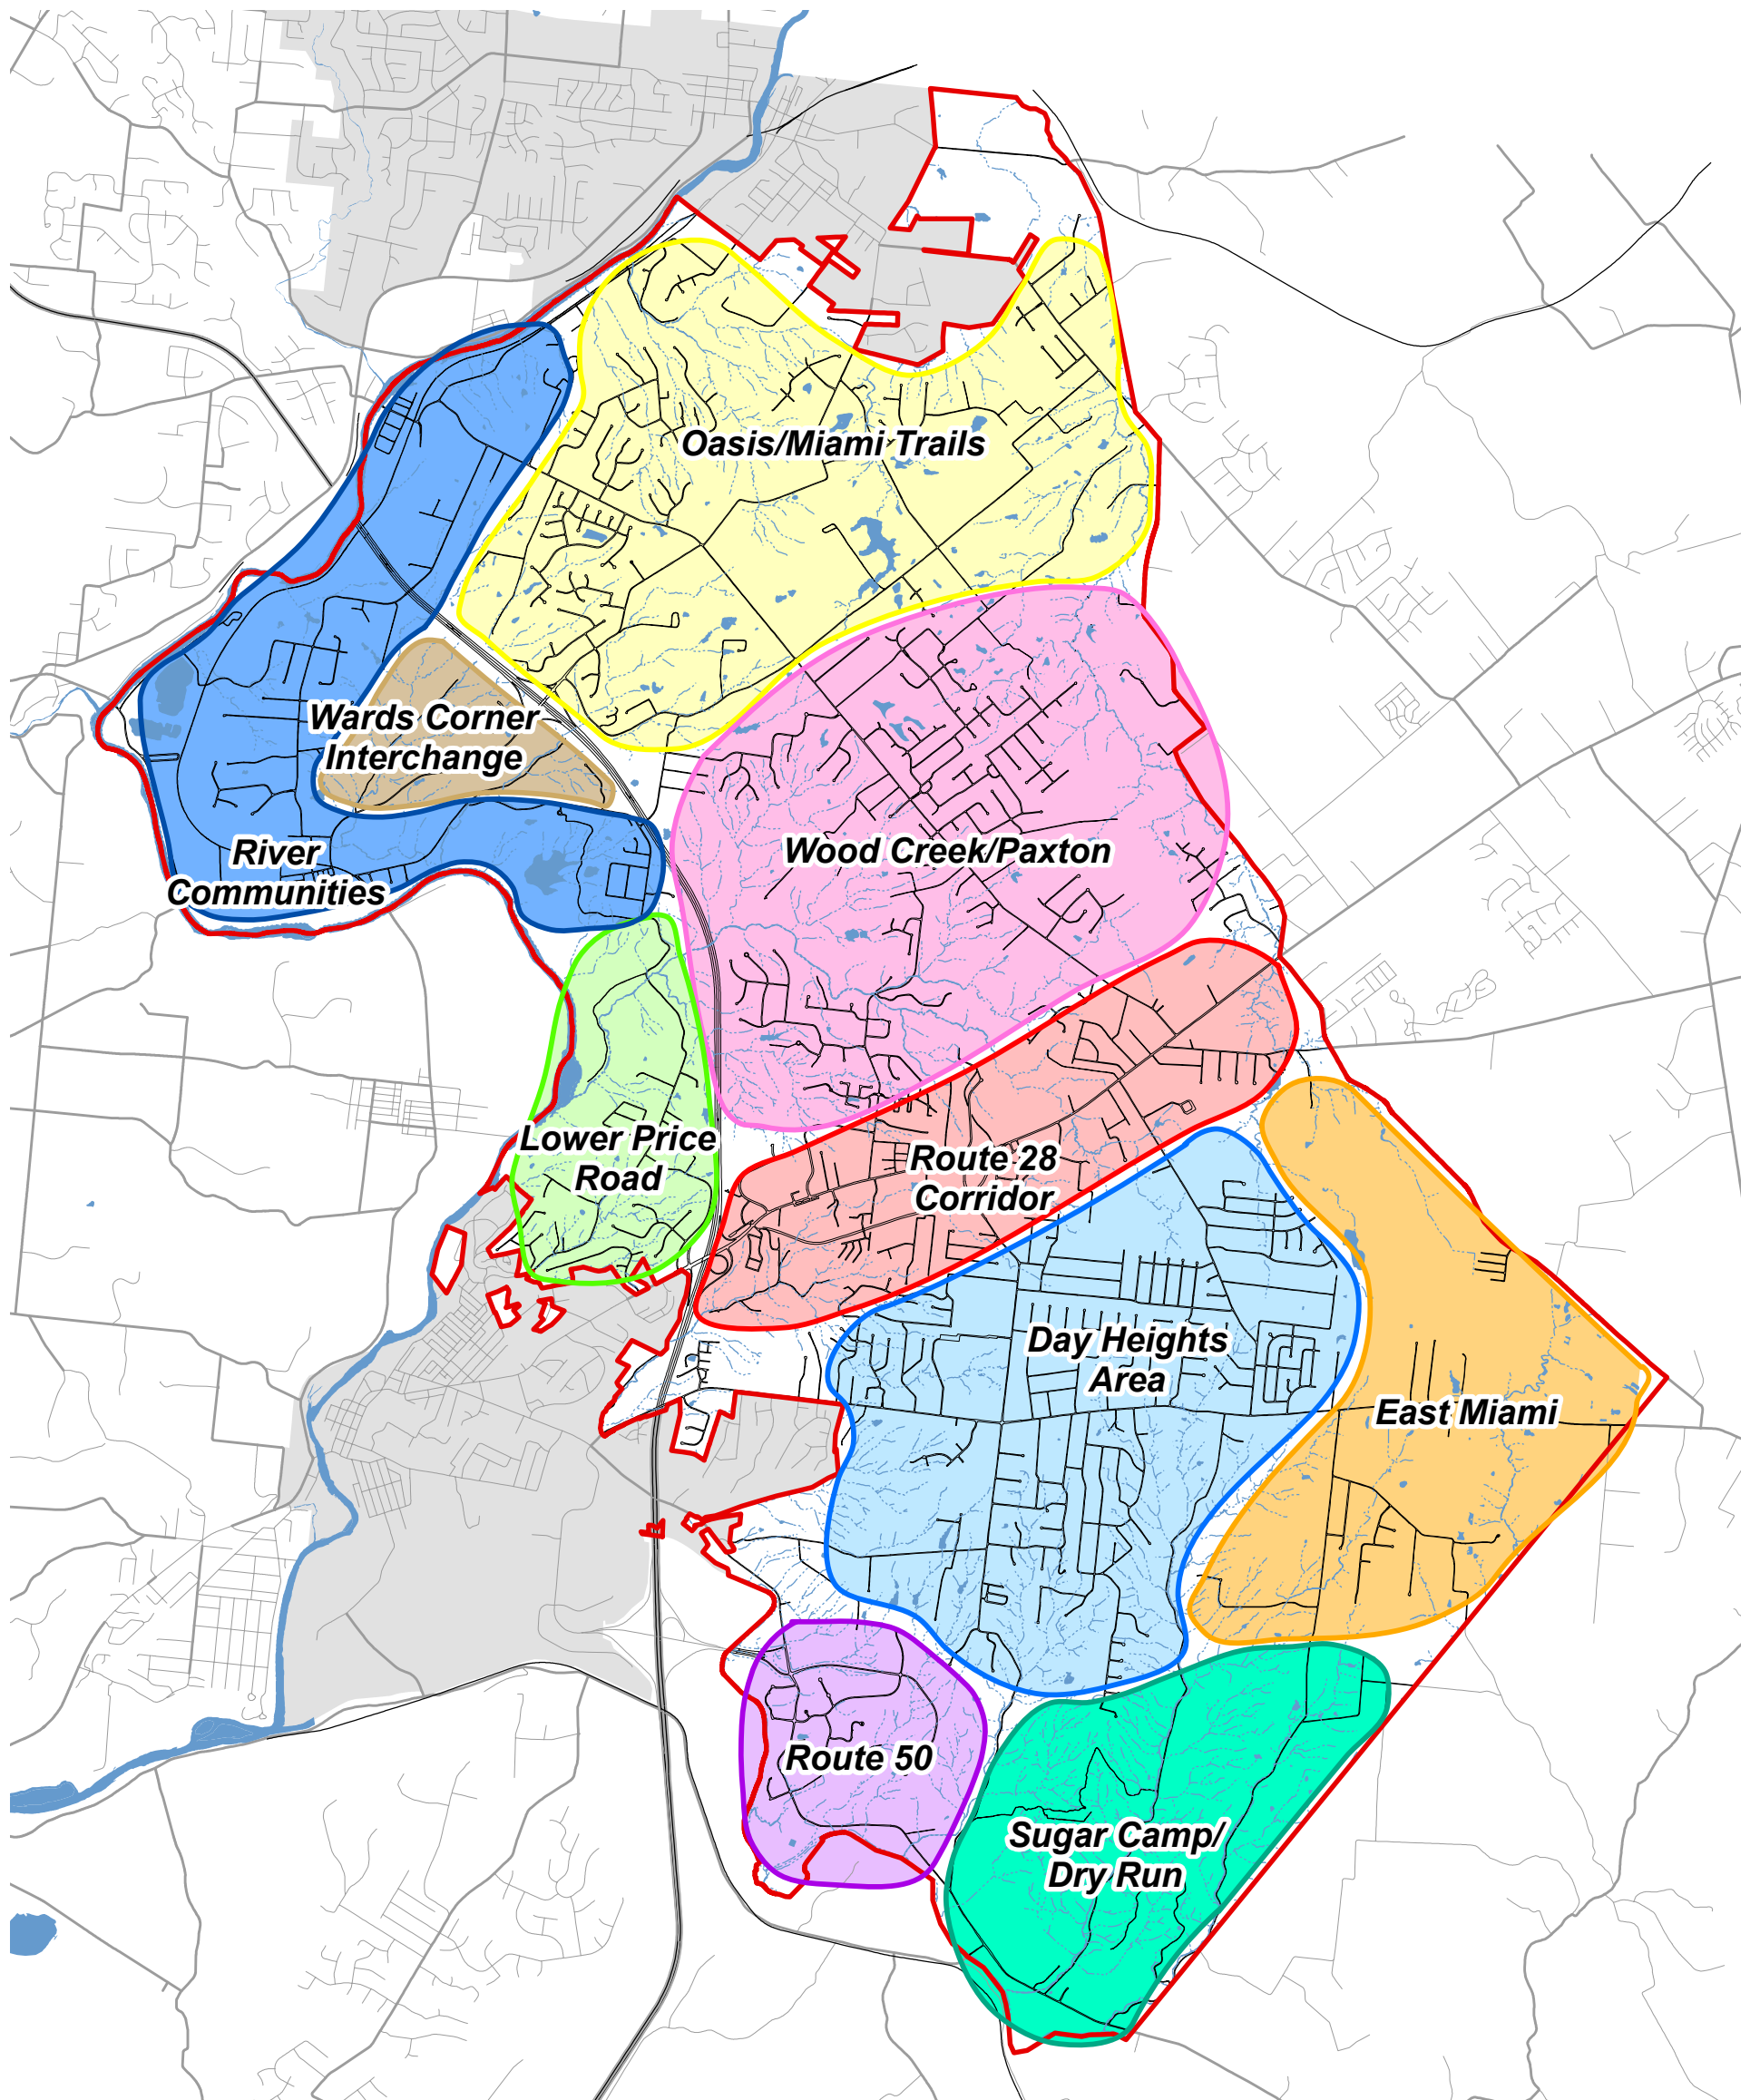 Oasis/Miami Trails
Wards Corner
Interchange
River
Communities
Wood Creek/Paxton
Lower Price
Road
Route 28
Corridor
Day Heights
Area
East Miami
Route 50
Sugar Camp/
Dry Run